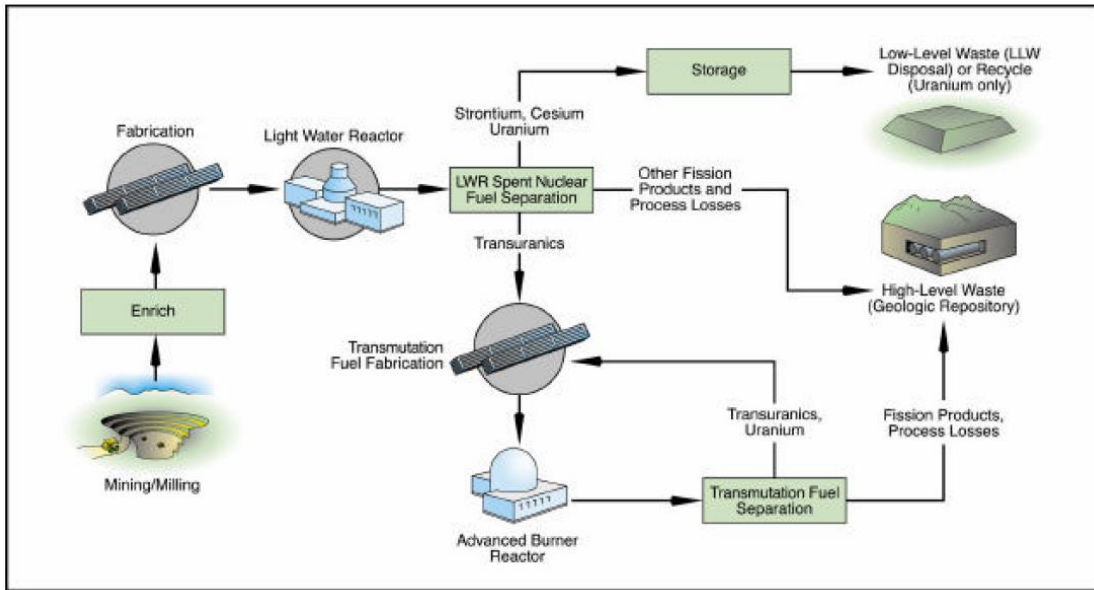 Fabrication
Light Water Reactor
Strontium, Cesium
Uranium
Storage
Low-Level Waste (LLW
Disposal) or Recycle
(Uranium only)
LWR Spent Nuclear
Fuel Separation
Other Fission
Products and
Process Losses
Transuranics
Enrich
High-Level Waste
(Geologic Repository)
Transmutation
Fuel Fabrication
Mining/Milling
Transuranics,
Uranium
Fission Products,
Process Losses
Transmutation Fuel
Separation
Advanced Burner
Reactor